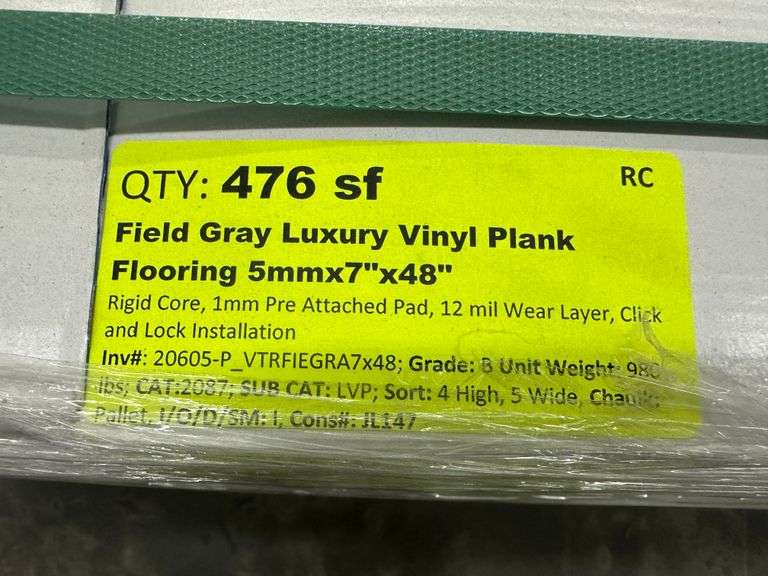 QTY: 476 sf RC
Field Gray Luxury Vinyl Plank
Flooring 5mmx7"x48"
Rigid Core, 1mm Pre Attached Pad, 12 mil Wear Layer, Click
and Lock Installation
Inv#: 20605-P_VTRFIEGRA7x48; Grade: B Unit Weight: 980
lbs; CAT:2087; SUB CAT: LVP; Sort: 4 High, 5 Wide,
Pallet, I/O/D/SM: I, Cons#: JL147